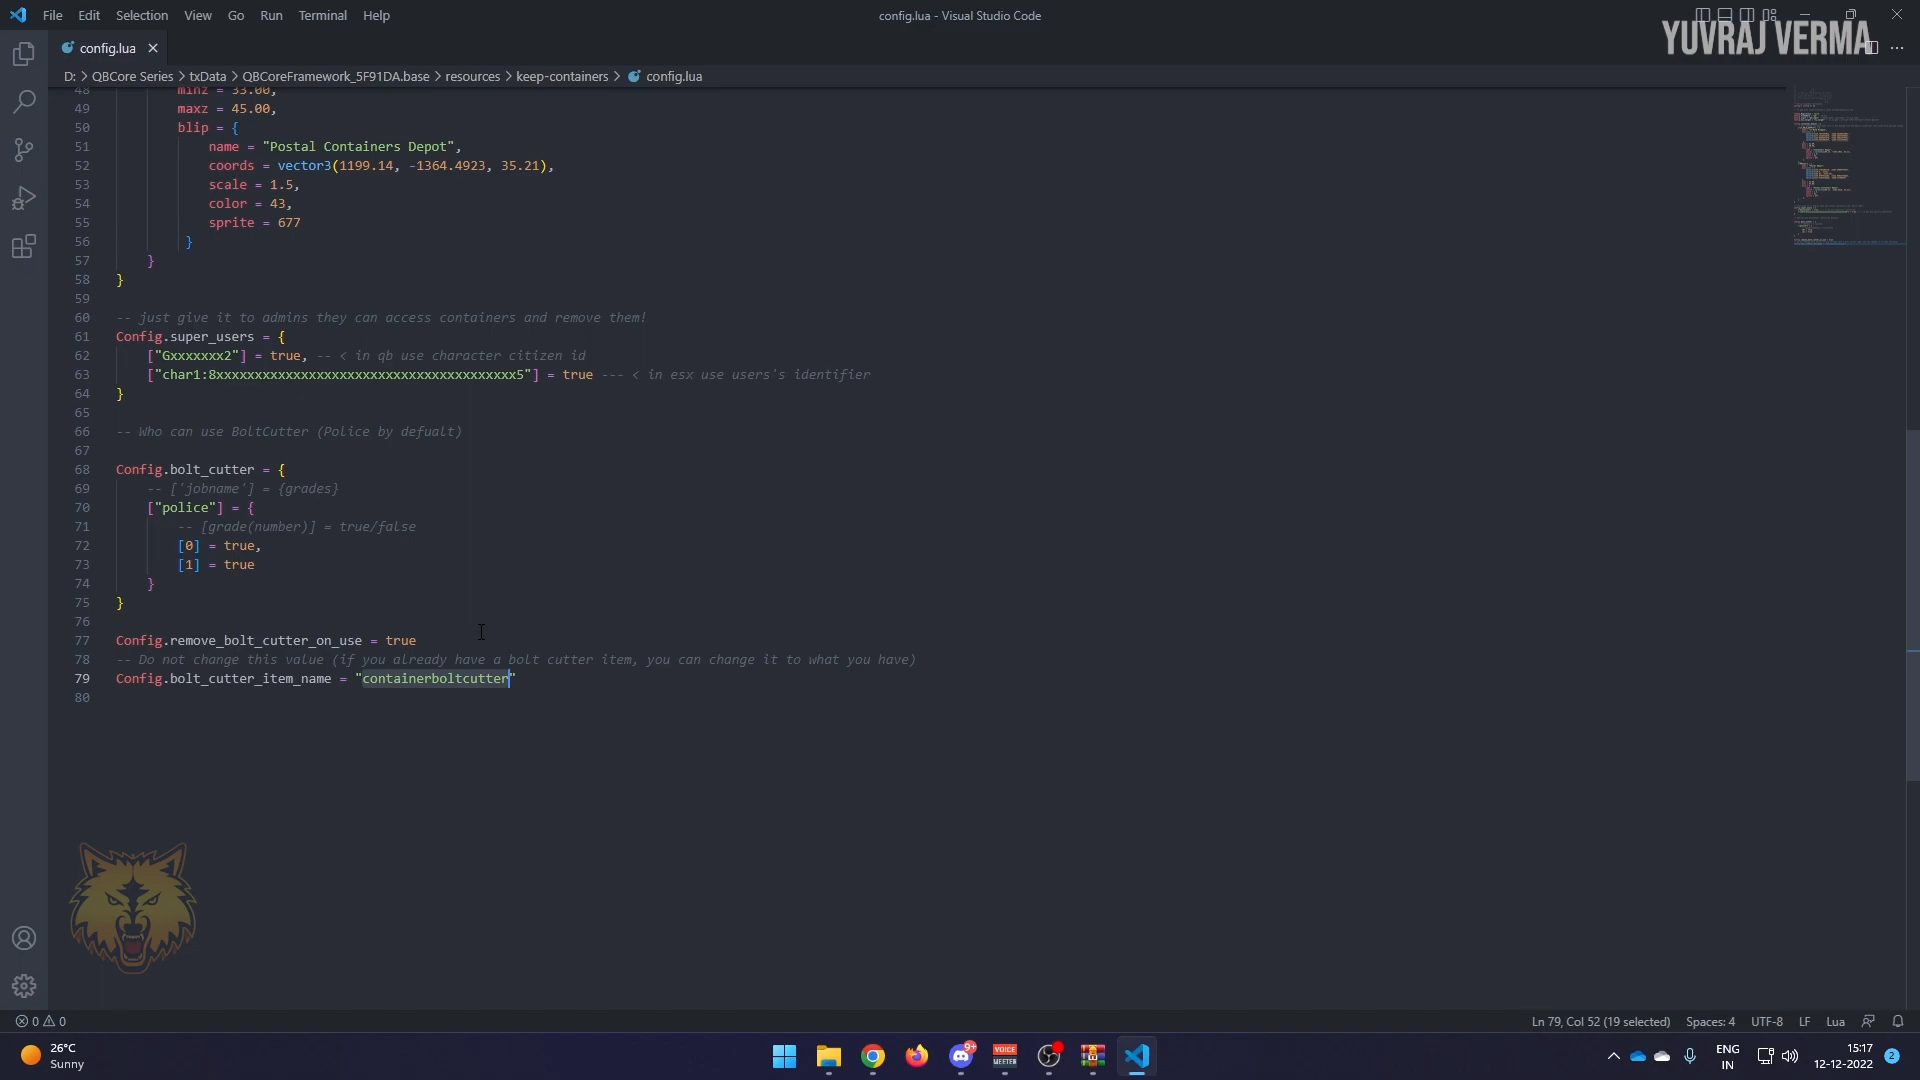 File Edit Selection View Go Run Terminal Help
config.lua - Visual Studio Code
YUVRAJ VERMA
config.lua
D: > QBCore Series > txData > QBCoreFramework_5F91DA.base > resources > keep-containers > config.lua
48 minz = 33.00,
49 maxz = 45.00,
50 blip = {
51 name = "Postal Containers Depot",
52 coords = vector3(1199.14, -1364.4923, 35.21),
53 scale = 1.5,
54 color = 43,
55 sprite = 677
56 }
57 }
58 }
59
60 -- just give it to admins they can access containers and remove them!
61 Config.super_users = {
62 ["Gxxxxxxx2"] = true, -- < in qb use character citizen id
63 ["char1:8xxxxxxxxxxxxxxxxxxxxxxxxxxxxxxxxxxxxxxx5"] = true --- < in esx use users's identifier
64 }
65
66 -- Who can use BoltCutter (Police by defualt)
67
68 Config.bolt_cutter = {
69 -- ['jobname'] = {grades}
70 ["police"] = {
71 -- [grade(number)] = true/false
72 [0] = true,
73 [1] = true
74 }
75 }
76
77 Config.remove_bolt_cutter_on_use = true
78 -- Do not change this value (if you already have a bolt cutter item, you can change it to what you have)
79 Config.bolt_cutter_item_name = "containerboltcutter"
80
0 0
Ln 79, Col 52 (19 selected) Spaces: 4 UTF-8 LF Lua
26°C
Sunny
9+
VOICE
MEETER
ENG
IN
15:17
12-12-2022
2